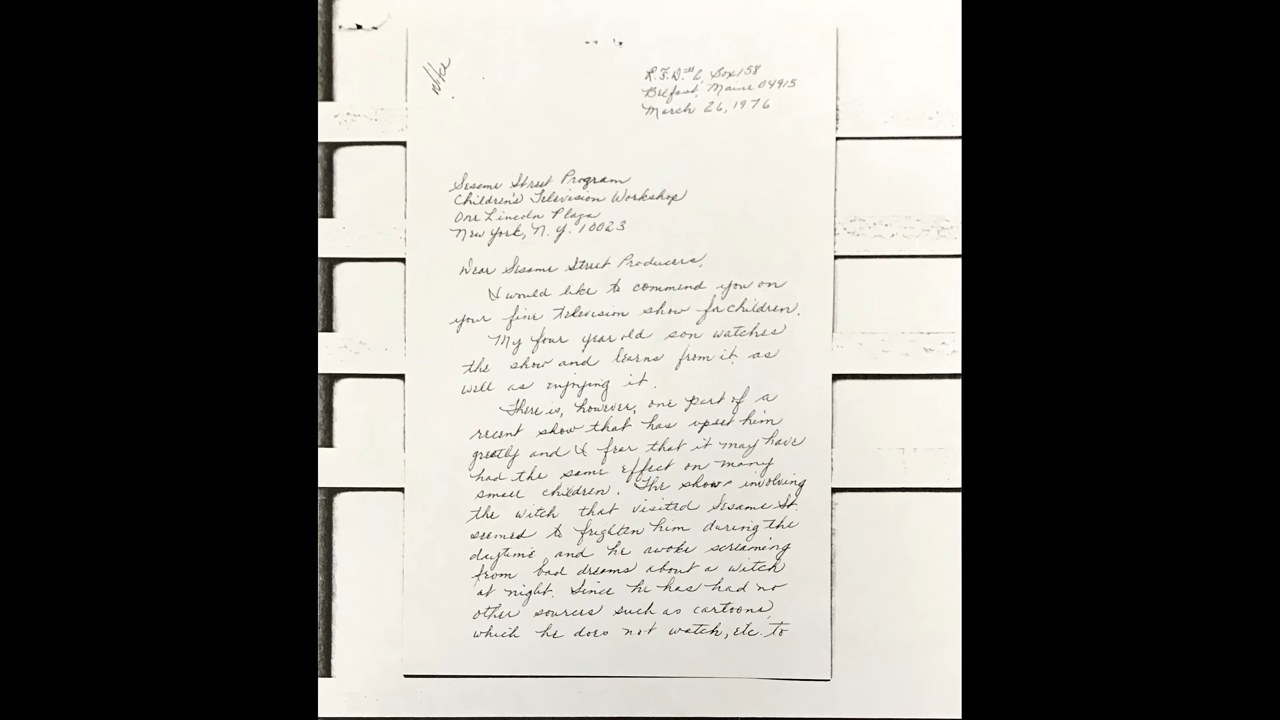 R.F.D. #2, Box 158
Belfast, Maine 04915
March 26, 1976
Sesame Street Program
Children's Television Workshop
One Lincoln Plaza
New York, N.Y. 10023
Dear Sesame Street Producers,
I would like to commend you on
your fine television show for children.
My four year old son watches
the show and learns from it as
well as enjoying it.
There is, however, one part of a
recent show that has upset him
greatly and I fear that it may have
had the same effect on many
small children. The show involving
the witch that visited Sesame St.
seemed to frighten him during the
daytime and he awoke screaming
from bad dreams about a witch
at night. Since he has had no
other sources such as cartoons,
which he does not watch, etc. to